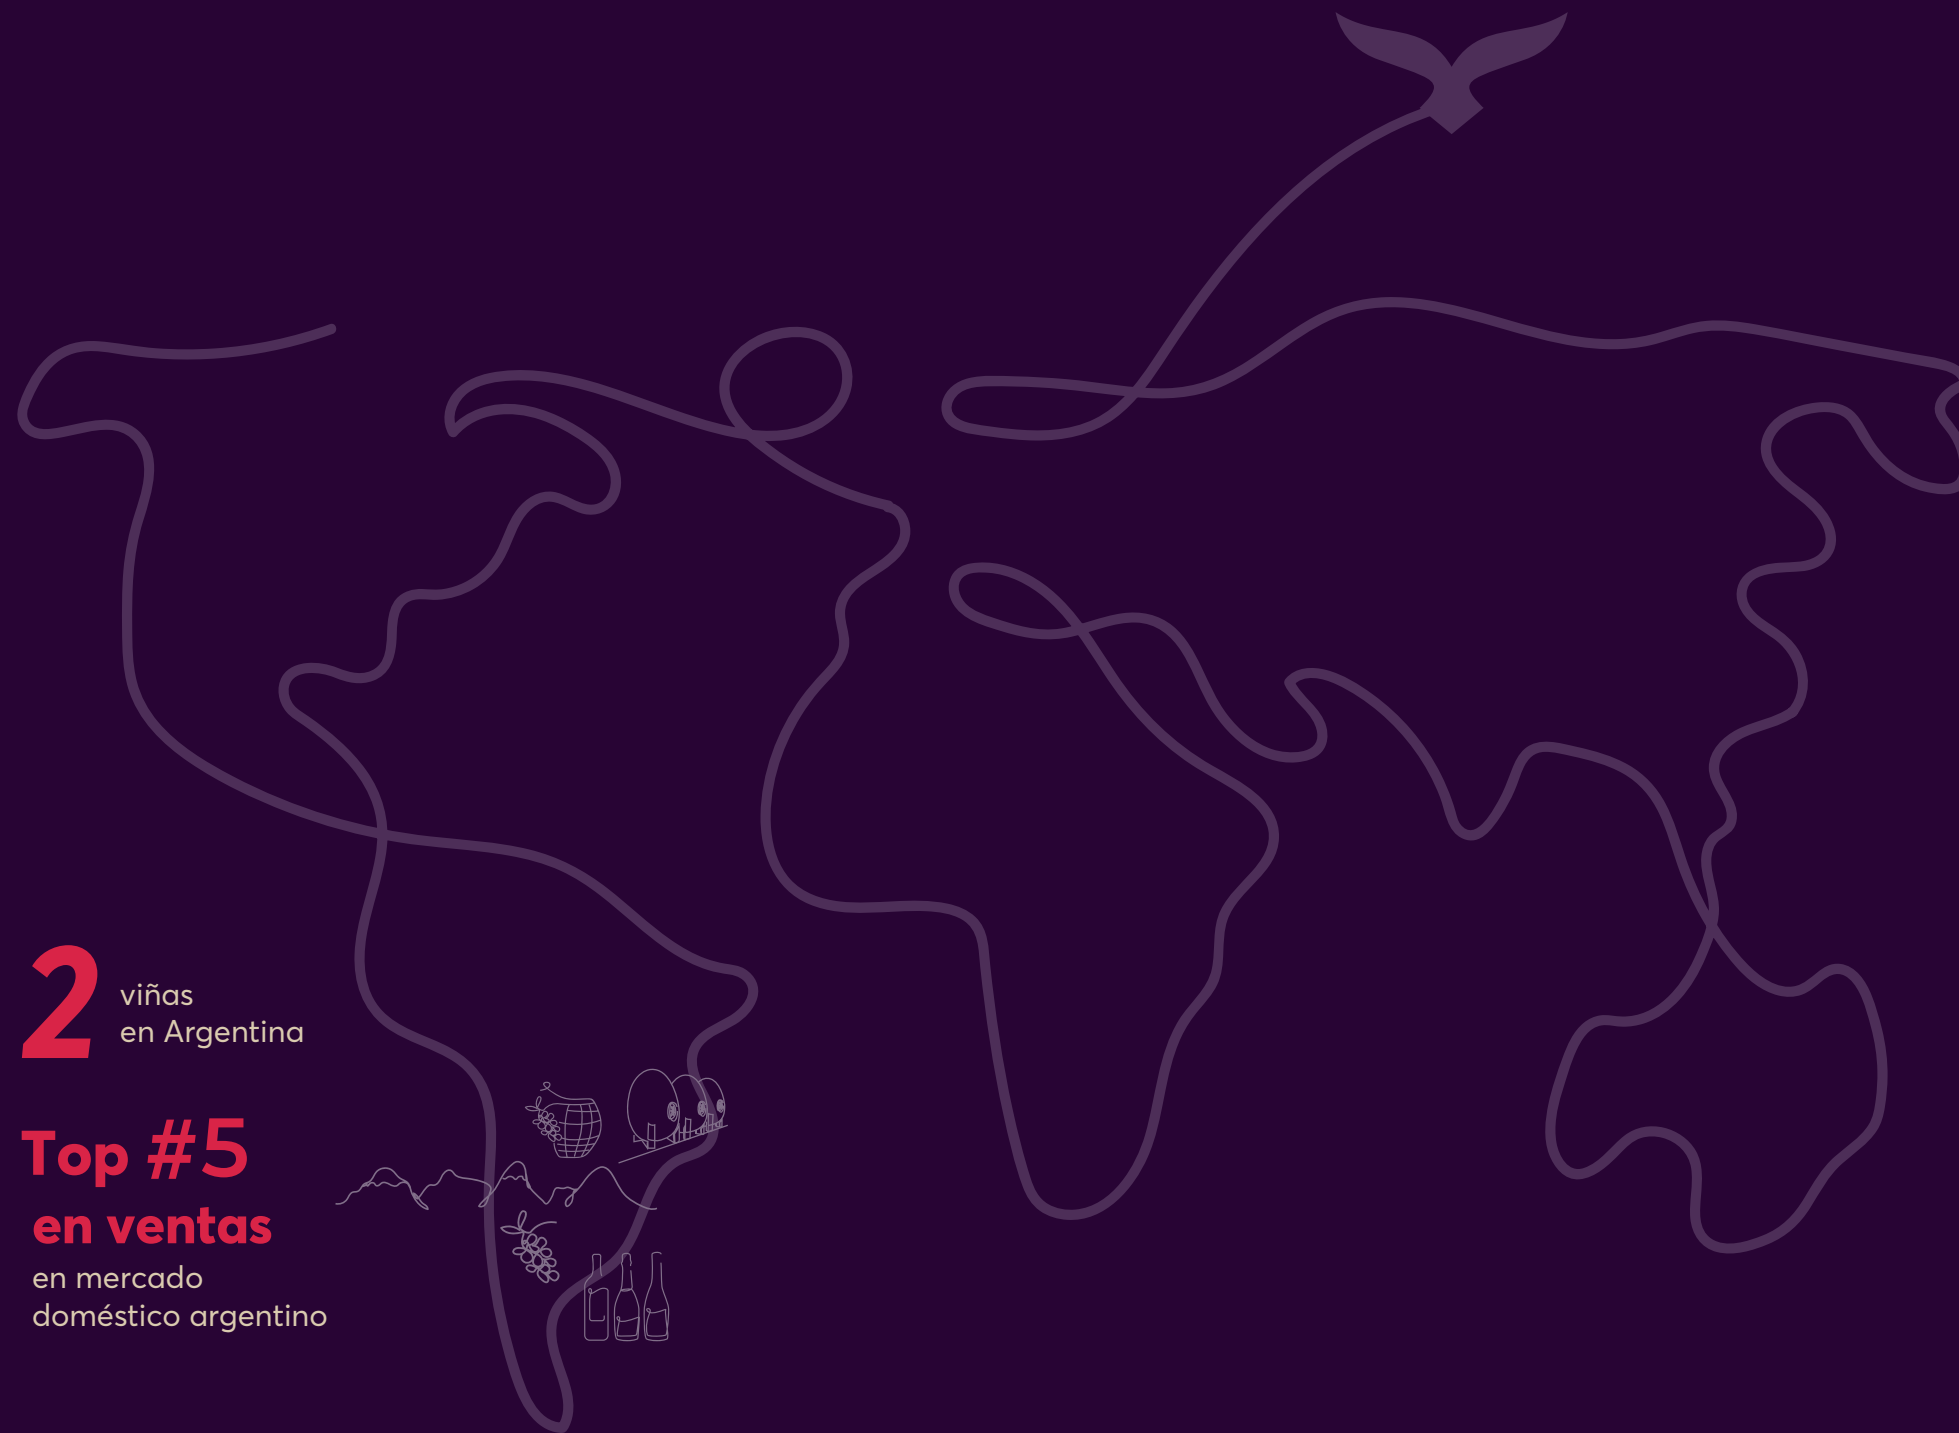 2
viñas
en Argentina
Top #5
en ventas
en mercado
doméstico argentino